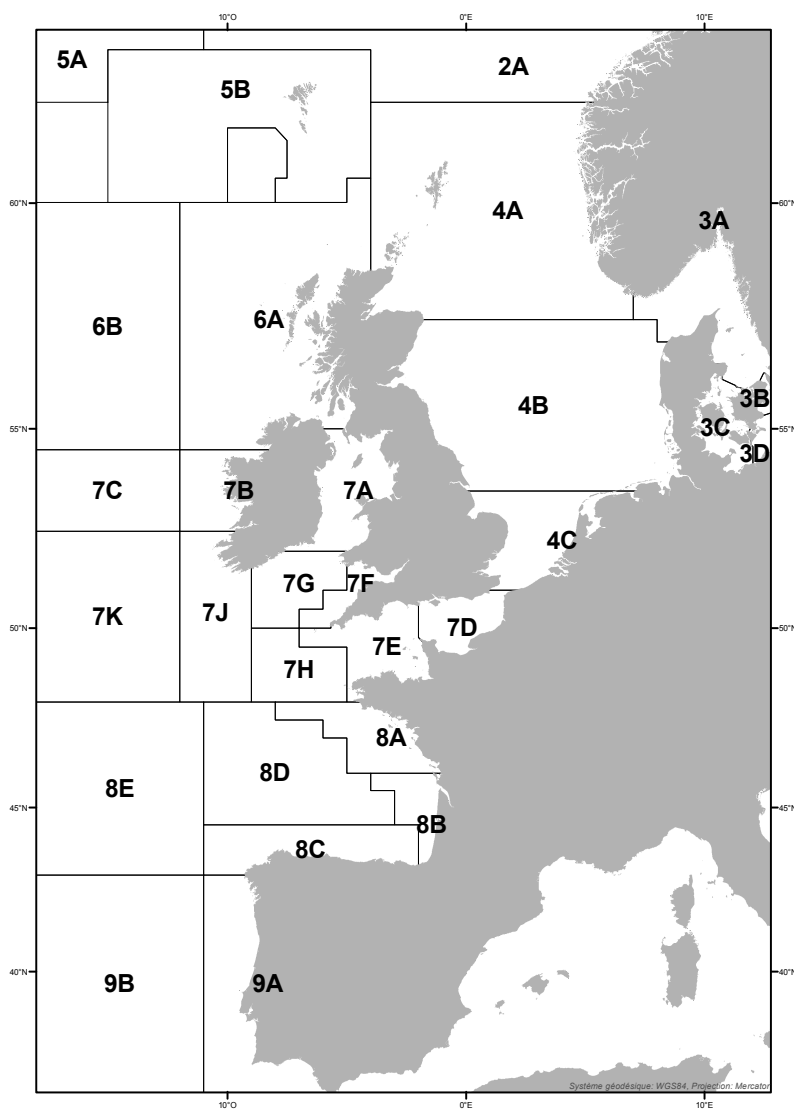 10°O 0°E 10°E
5A
2A
5B
60°N 60°N
4A
3A
6B
6A
4B
3B
3C
55°N 55°N
3D
7C
7B
7A
4C
7G
7F
7K
7J
50°N 50°N
7D
7E
7H
8A
8D
8E
45°N 45°N
8B
8C
40°N 40°N
9B
9A
Système géodésique: WGS84, Projection: Mercator
10°O 0°E 10°E